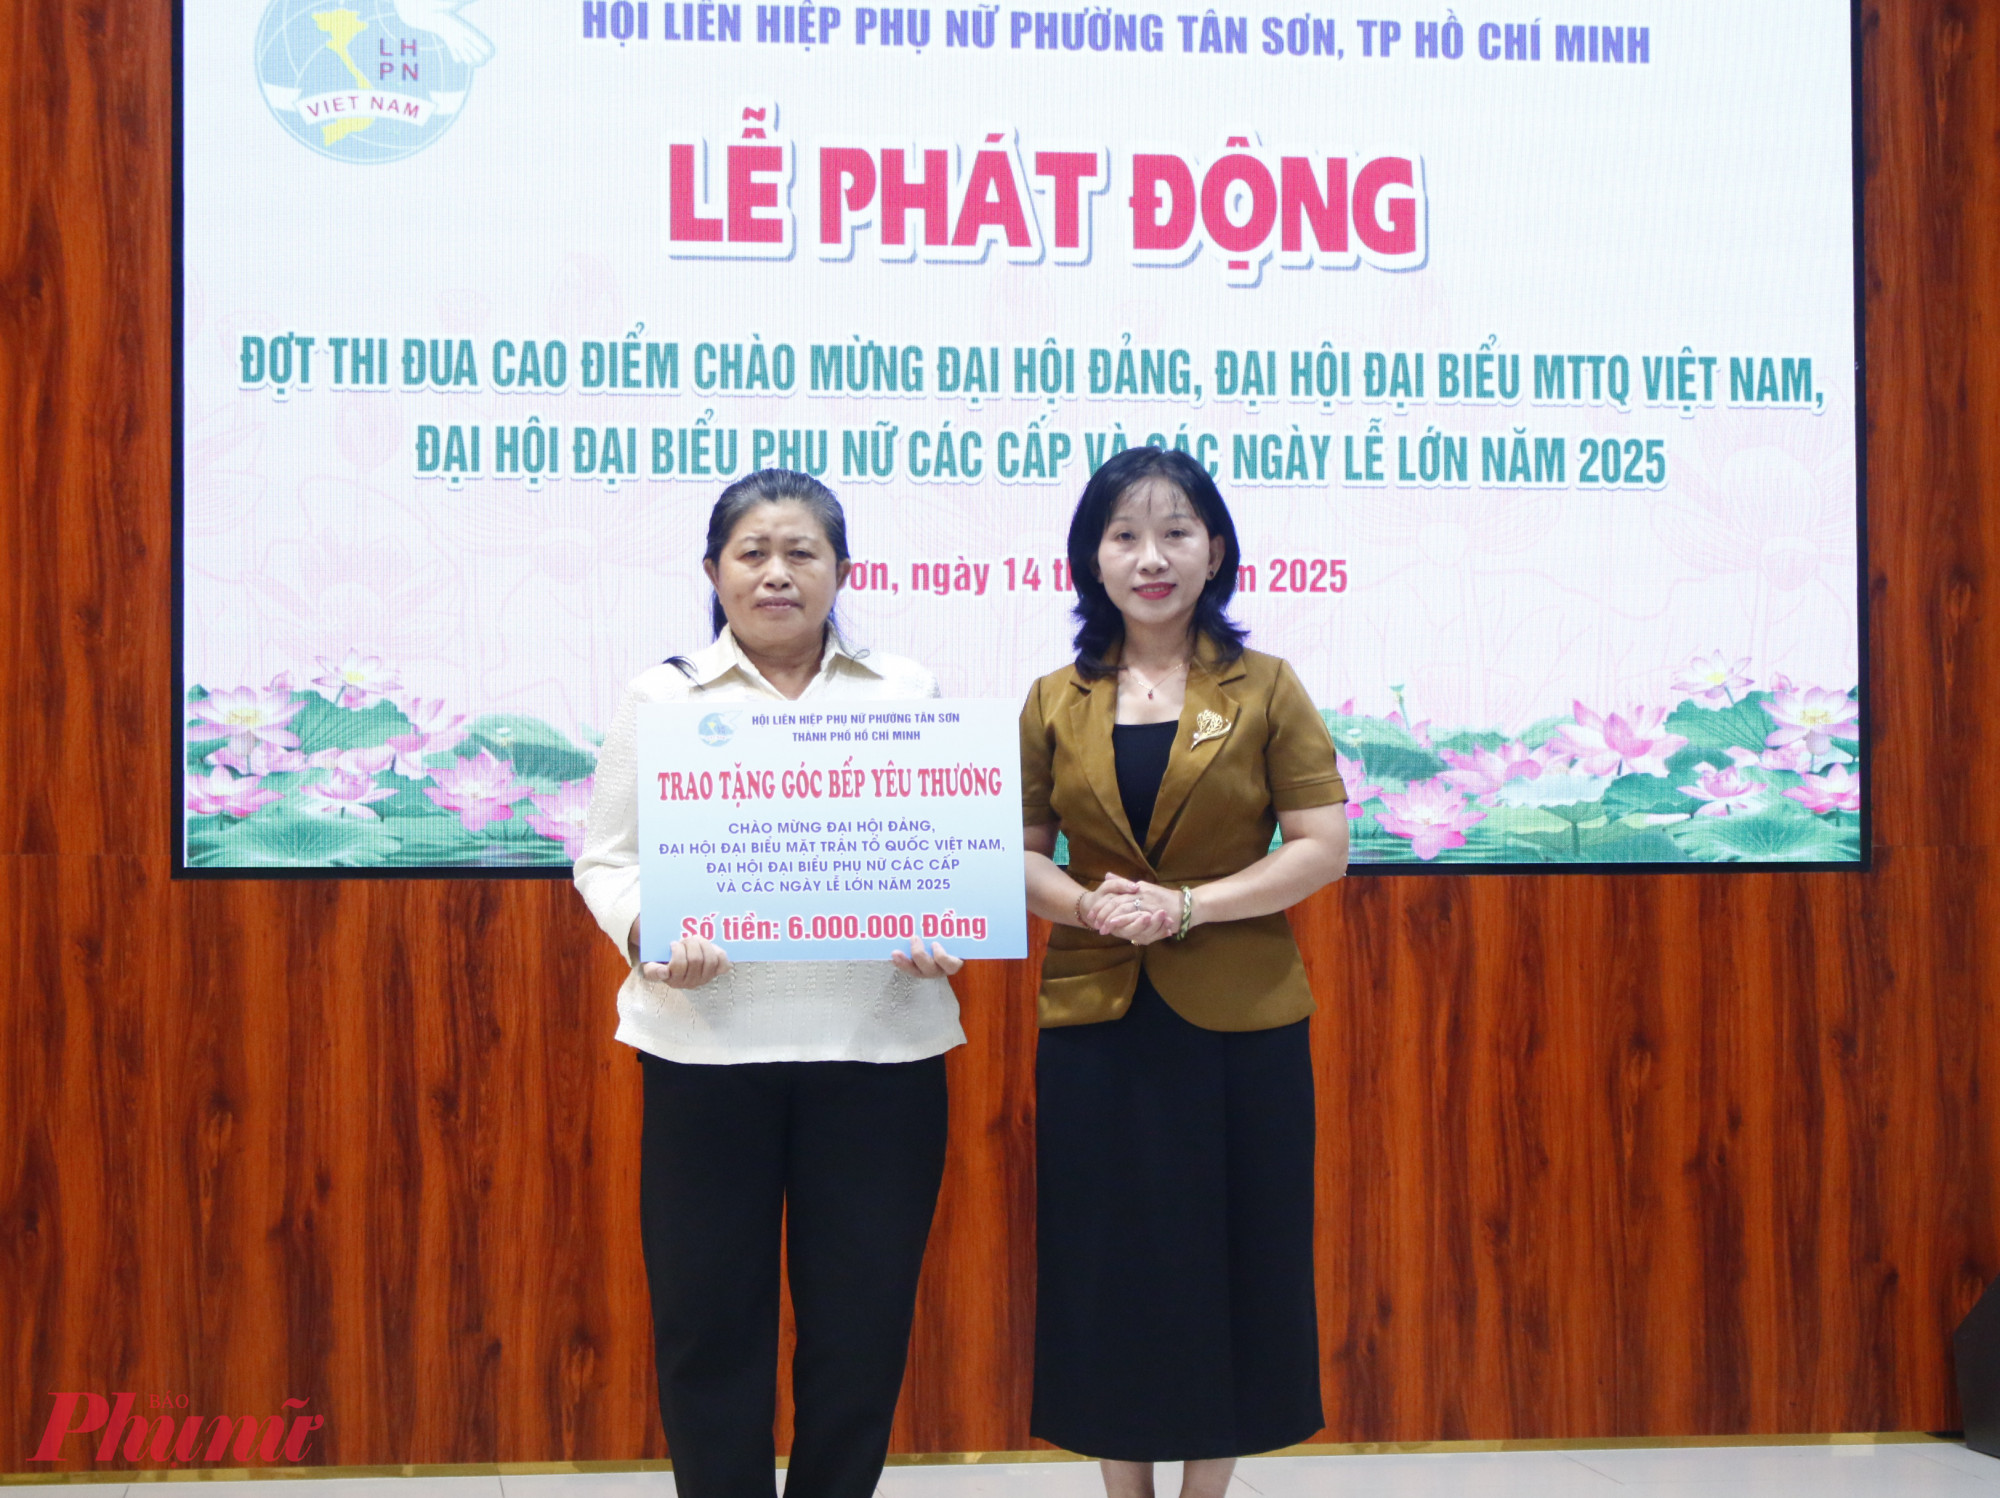 HỘI LIÊN HIỆP PHỤ NỮ PHƯỜNG TÂN SƠN, TP HỒ CHÍ MINH
LH
PN
VIET NAM
LỄ PHÁT ĐỘNG
ĐỢT THI ĐUA CAO ĐIỂM CHÀO MỪNG ĐẠI HỘI ĐẢNG, ĐẠI HỘI ĐẠI BIỂU MTTQ VIỆT NAM,
ĐẠI HỘI ĐẠI BIỂU PHỤ NỮ CÁC CẤP VÀ CÁC NGÀY LỄ LỚN NĂM 2025
ơn, ngày 14 th m 2025
HỘI LIÊN HIỆP PHỤ NỮ PHƯỜNG TÂN SƠN
THÀNH PHỐ HỒ CHÍ MINH
TRAO TẶNG GÓC BẾP YÊU THƯƠNG
CHÀO MỪNG ĐẠI HỘI ĐẢNG,
ĐẠI HỘI ĐẠI BIỂU MẶT TRẬN TỔ QUỐC VIỆT NAM,
ĐẠI HỘI ĐẠI BIỂU PHỤ NỮ CÁC CẤP
VÀ CÁC NGÀY LỄ LỚN NĂM 2025
Số tiền: 6.000.000 Đồng
BÁO
Phụ nữ